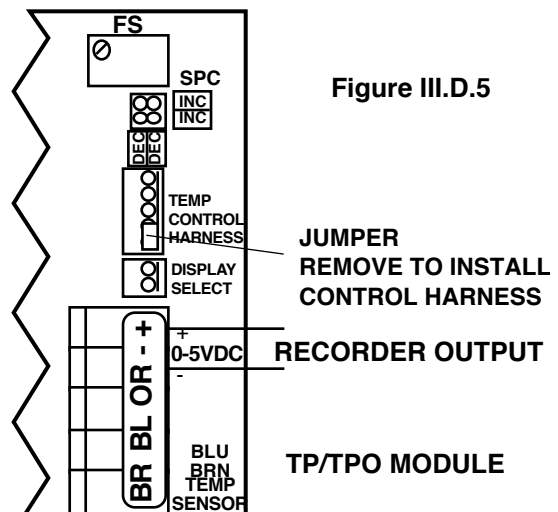 FS
SPC
Figure III.D.5
INC
INC
DEC
DEC
TEMP
CONTROL
HARNESS
JUMPER
REMOVE TO INSTALL
CONTROL HARNESS
DISPLAY
SELECT
+
0-5VDC
-
RECORDER OUTPUT
BR BL OR - +
BLU
BRN
TEMP
SENSOR
TP/TPO MODULE